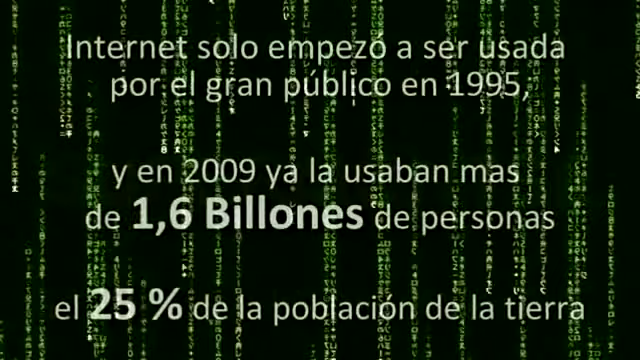 Internet solo empezó a ser usada
por el gran público en 1995,
y en 2009 ya la usaban mas
de 1,6 Billones de personas
el 25 % de la población de la tierra